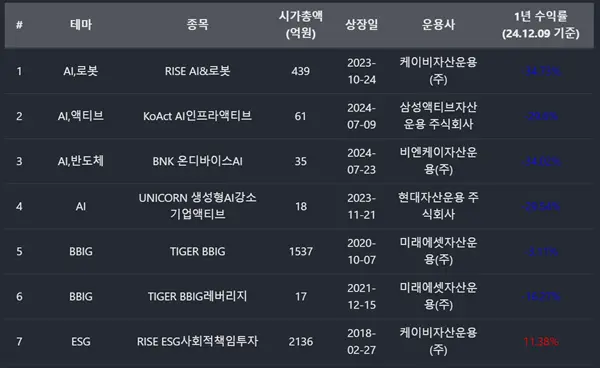 # 테마 종목 시가총액 (억원) 상장일 운용사 1년 수익률 (24.12.09 기준)
1 AI,로봇 RISE AI&로봇 439 2023-10-24 케이비자산운용(주)
2 AI,액티브 KoAct AI인프라액티브 61 2024-07-09 삼성액티브자산운용 주식회사
3 AI,반도체 BNK 온디바이스AI 35 2024-07-23 비엔케이자산운용(주)
4 AI UNICORN 생성형AI강소기업액티브 18 2023-11-21 현대자산운용 주식회사
5 BBIG TIGER BBIG 1537 2020-10-07 미래에셋자산운용(주)
6 BBIG TIGER BBIG레버리지 17 2021-12-15 미래에셋자산운용(주)
7 ESG RISE ESG사회적책임투자 2136 2018-02-27 케이비자산운용(주) 11.38%